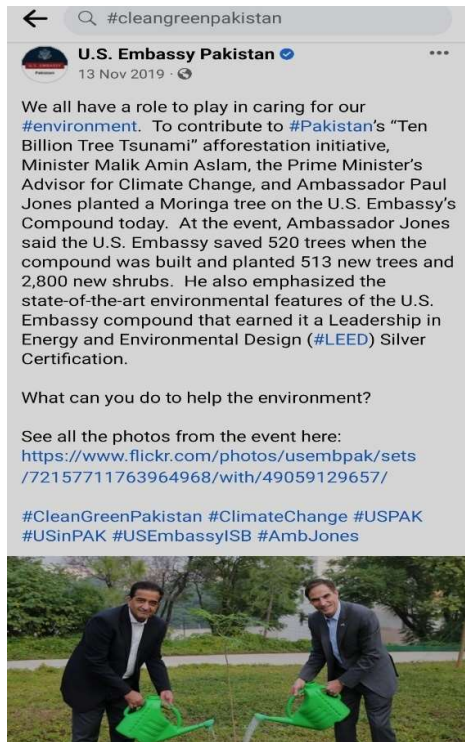 #cleangreenpakistan
U.S. Embassy Pakistan
13 Nov 2019 ·
We all have a role to play in caring for our
#environment. To contribute to #Pakistan's “Ten
Billion Tree Tsunami” afforestation initiative,
Minister Malik Amin Aslam, the Prime Minister's
Advisor for Climate Change, and Ambassador Paul
Jones planted a Moringa tree on the U.S. Embassy's
Compound today. At the event, Ambassador Jones
said the U.S. Embassy saved 520 trees when the
compound was built and planted 513 new trees and
2,800 new shrubs. He also emphasized the
state-of-the-art environmental features of the U.S.
Embassy compound that earned it a Leadership in
Energy and Environmental Design (#LEED) Silver
Certification.
What can you do to help the environment?
See all the photos from the event here:
https://www.flickr.com/photos/usembpak/sets
/72157711763964968/with/49059129657/
#CleanGreenPakistan #ClimateChange #USPAK
#USinPAK #USEmbassyISB #AmbJones